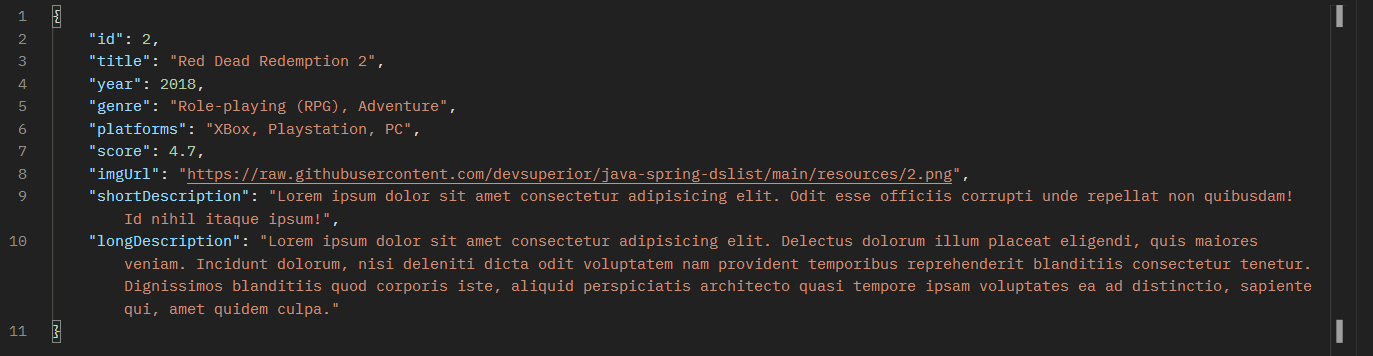 1 {
2 "id": 2,
3 "title": "Red Dead Redemption 2",
4 "year": 2018,
5 "genre": "Role-playing (RPG), Adventure",
6 "platforms": "XBox, Playstation, PC",
7 "score": 4.7,
8 "imgUrl": "https://raw.githubusercontent.com/devsuperior/java-spring-dslist/main/resources/2.png",
9 "shortDescription": "Lorem ipsum dolor sit amet consectetur adipisicing elit. Odit esse officiis corrupti unde repellat non quibusdam!
Id nihil itaque ipsum!",
10 "longDescription": "Lorem ipsum dolor sit amet consectetur adipisicing elit. Delectus dolorum illum placeat eligendi, quis maiores
veniam. Incidunt dolorum, nisi deleniti dicta odit voluptatem nam provident temporibus reprehenderit blanditiis consectetur tenetur.
Dignissimos blanditiis quod corporis iste, aliquid perspiciatis architecto quasi tempore ipsam voluptates ea ad distinctio, sapiente
qui, amet quidem culpa."
11 }